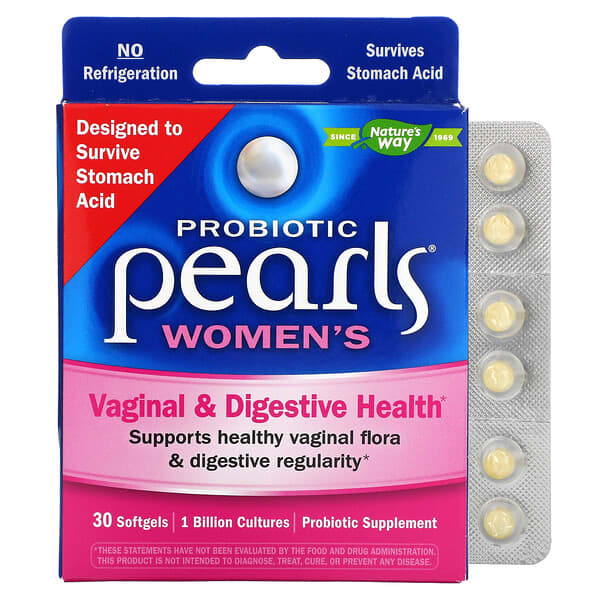 NO
Refrigeration
Survives
Stomach Acid
Designed to
Survive
Stomach
Acid
SINCE
Nature's
Way
1969
PROBIOTIC
pearls®
WOMEN'S
Vaginal & Digestive Health*
Supports healthy vaginal flora
& digestive regularity*
30 Softgels | 1 Billion Cultures | Probiotic Supplement
*THESE STATEMENTS HAVE NOT BEEN EVALUATED BY THE FOOD AND DRUG ADMINISTRATION.
THIS PRODUCT IS NOT INTENDED TO DIAGNOSE, TREAT, CURE, OR PREVENT ANY DISEASE.